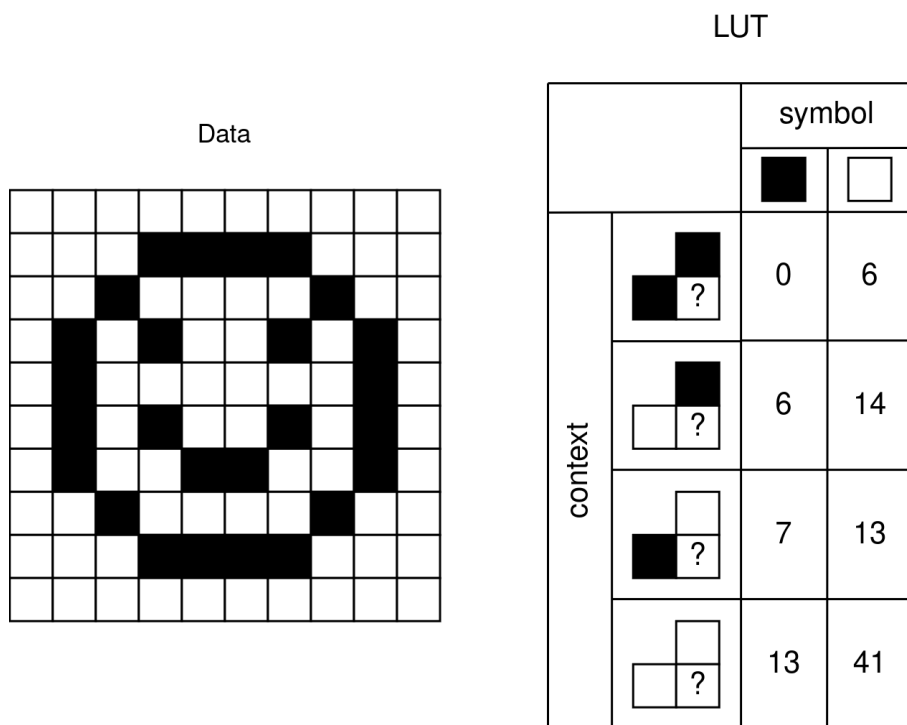 LUT
Data
symbol
context
? 0 6
? 6 14
? 7 13
? 13 41